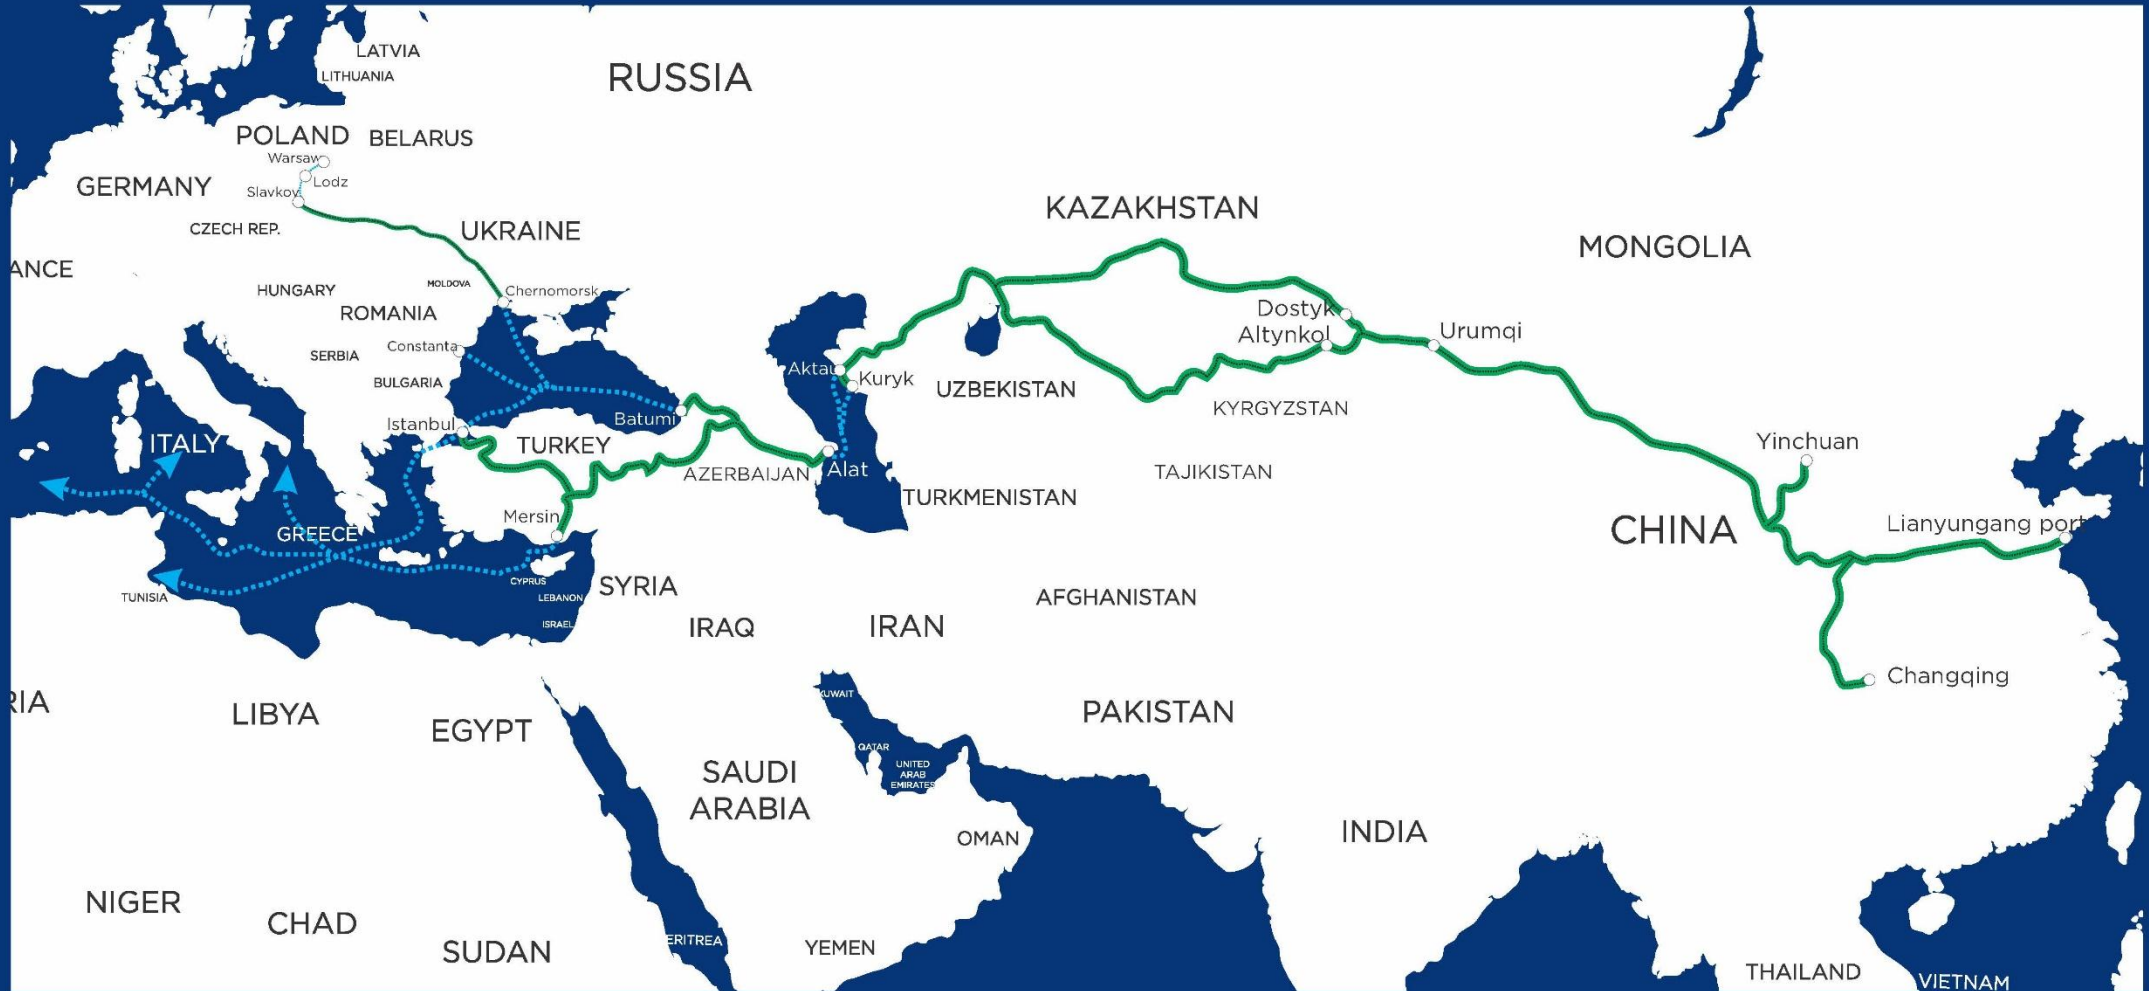 LATVIA
LITHUANIA
RUSSIA
POLAND
BELARUS
Warsaw
Lodz
GERMANY
Slavkov
CZECH REP.
UKRAINE
KAZAKHSTAN
MONGOLIA
ANCE
HUNGARY
MOLDOVA
Chernomorsk
ROMANIA
Dostyk
Altynkol
Urumqi
Constanta
SERBIA
BULGARIA
Aktau
Kuryk
UZBEKISTAN
KYRGYZSTAN
Batumi
Istanbul
ITALY
TURKEY
Yinchuan
AZERBAIJAN
Alat
TAJIKISTAN
TURKMENISTAN
Mersin
GREECE
CHINA
Lianyungang port
CYPRUS
SYRIA
TUNISIA
LEBANON
AFGHANISTAN
ISRAEL
IRAQ
IRAN
Changqing
RIA
LIBYA
EGYPT
KUWAIT
PAKISTAN
QATAR
SAUDI
ARABIA
UNITED
ARAB
EMIRATES
OMAN
INDIA
NIGER
CHAD
SUDAN
ERITREA
YEMEN
THAILAND
VIETNAM